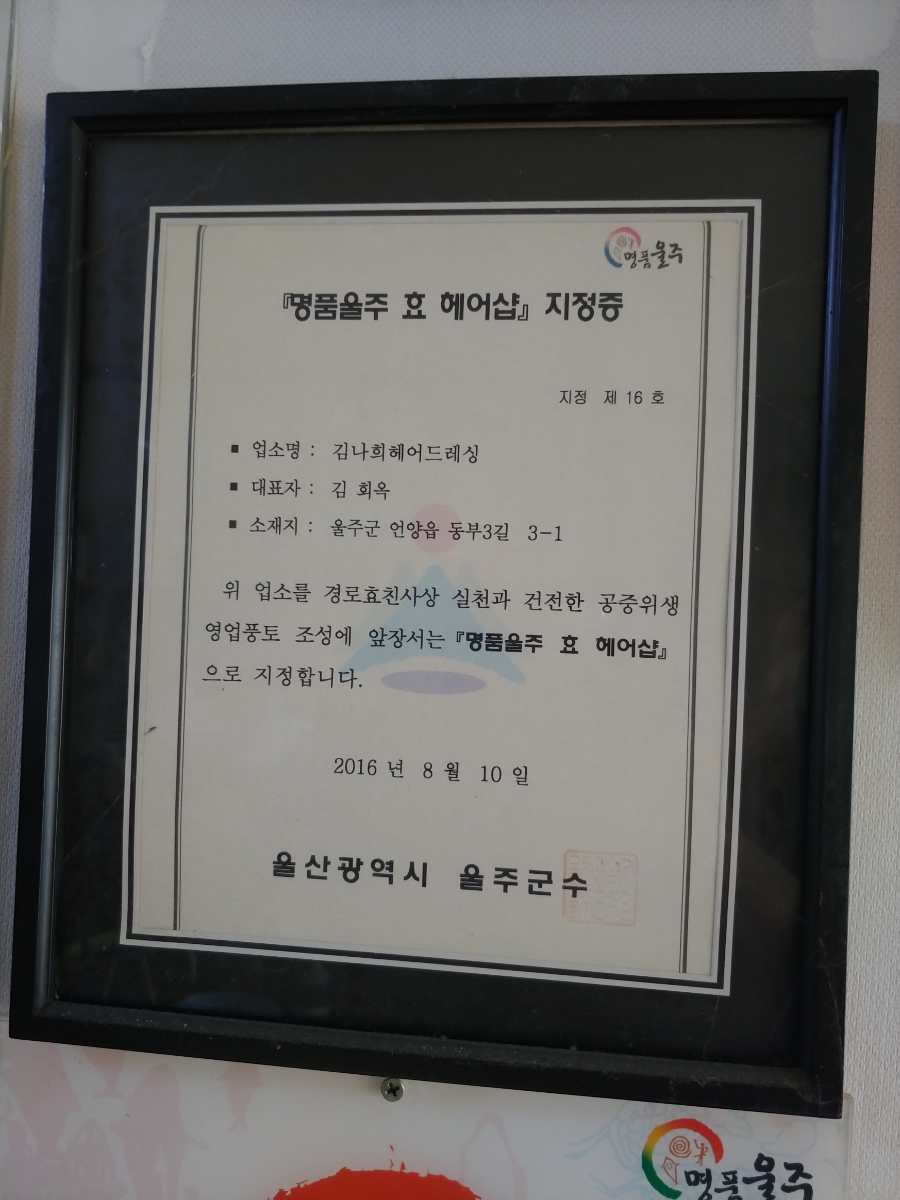 명품울주
『명품울주 효 헤어샵』 지정증
지정 제 16 호
■ 업소명 : 김나희헤어드레싱
■ 대표자 : 김 희옥
■ 소재지 : 울주군 언양읍 동부3길 3-1
위 업소를 경로효친사상 실천과 건전한 공중위생
영업풍토 조성에 앞장서는 『명품울주 효 헤어샵』
으로 지정합니다.
2016 년 8 월 10 일
울산광역시 울주군수
명품울주